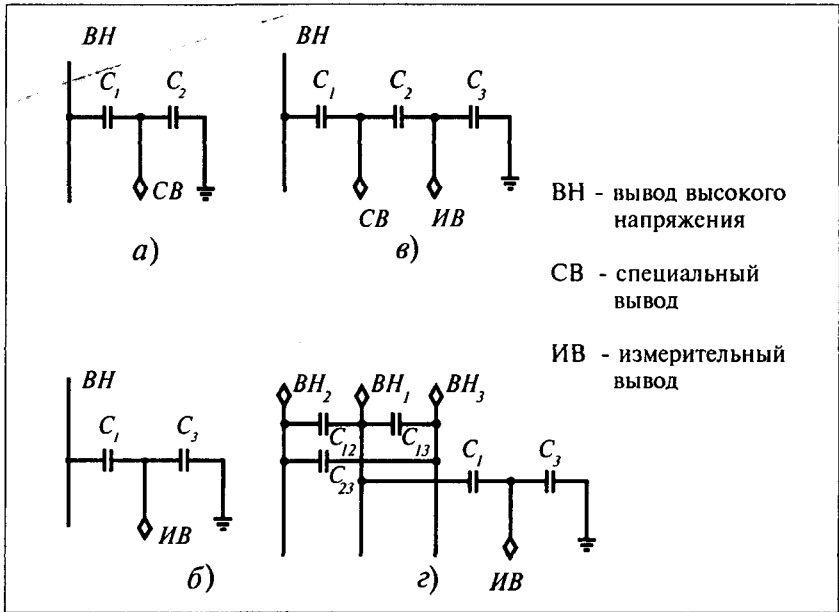 ВН
C₁ C₂
СВ
а)
ВН
C₁ C₂ C₃
СВ ИВ
в)
ВН - вывод высокого
напряжения
СВ - специальный
вывод
ИВ - измерительный
вывод
ВН
C₁ C₃
ИВ
б)
ВН₂ ВН₁ ВН₃
C₁₂ C₁₃
C₂₃
C₁ C₃
ИВ
г)